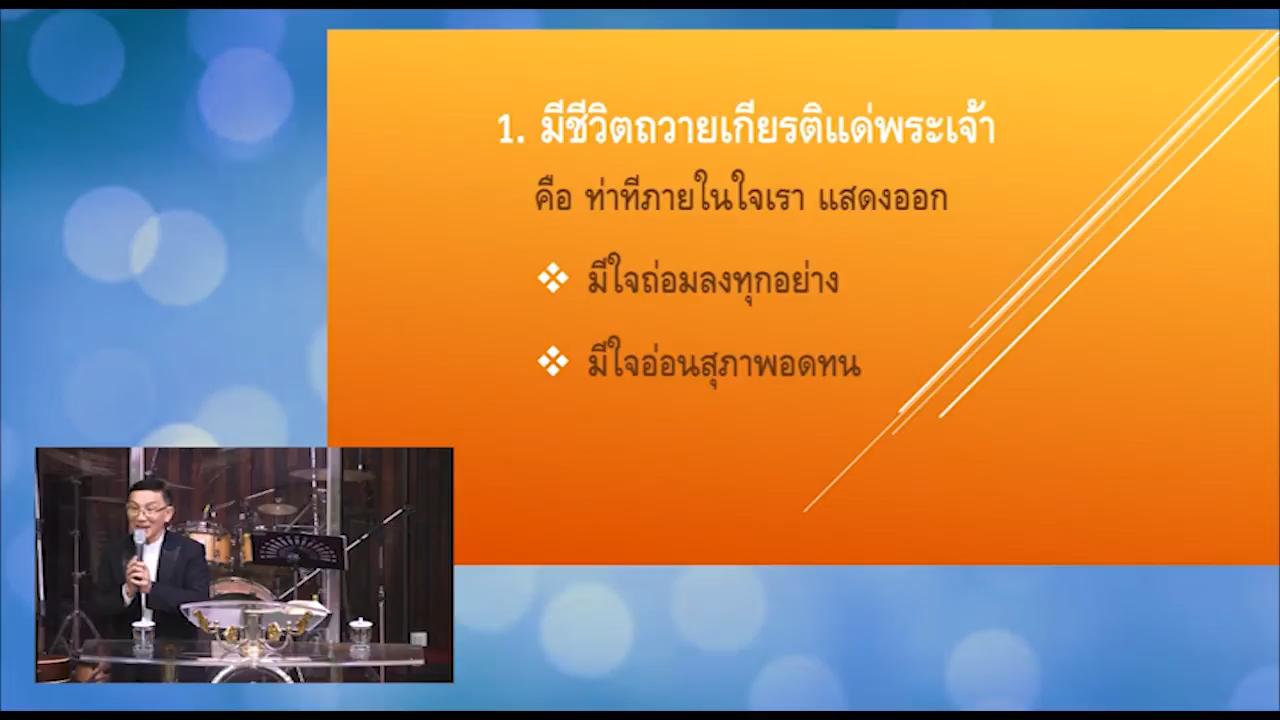 1. มีชีวิตถวายเกียรติแด่พระเจ้า
คือ ท่าทีภายในใจเรา แสดงออก
❖ มีใจถ่อมลงทุกอย่าง
❖ มีใจอ่อนสุภาพอดทน